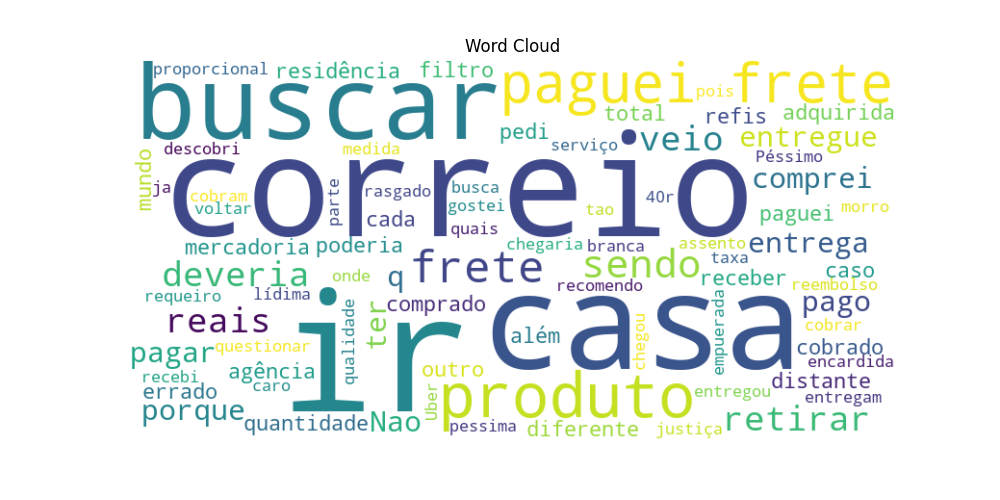 Word Cloud
proporcional residência filtro
buscar paguei pois frete
total refis adquirida
pedi serviço veio entregue
mundo descobri medida Péssimo
correio
ja cobram voltar parte rasgado busca 40r comprei
cada gostei tao paguei morro
quais
mercadoria poderia chegaria branca assento entrega
deveria q frete sendo taxa caso
onde recomendo receber reembolso
requeiro lídima comprado pago
ir casa
reais ter além chegou empuerada cobrar
pagar questionar qualidade cobrado
recebi agência outro encardida
errado caro Uber produto entregou distante
porque entregam
quantidade Nao pessima diferente justiça retirar